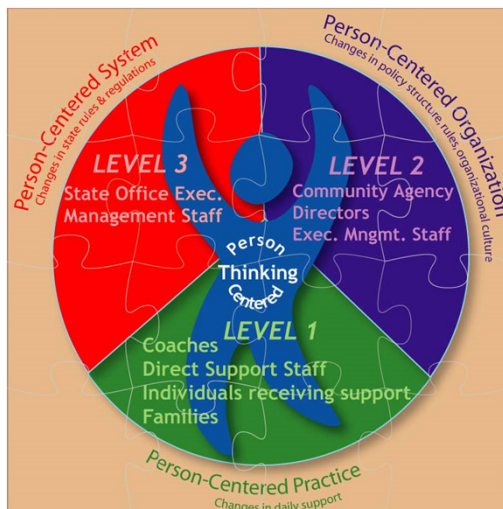 Person-Centered System
Changes in state rules & regulations
Person-Centered Organization
Changes in policy structure, rules, organizational culture
LEVEL 3
State Office Exec.
Management Staff
LEVEL 2
Community Agency
Directors
Exec. Mngmt. Staff
Person
Thinking
Centered
LEVEL 1
Coaches
Direct Support Staff
Individuals receiving support
Families
Person-Centered Practice
Changes in daily support